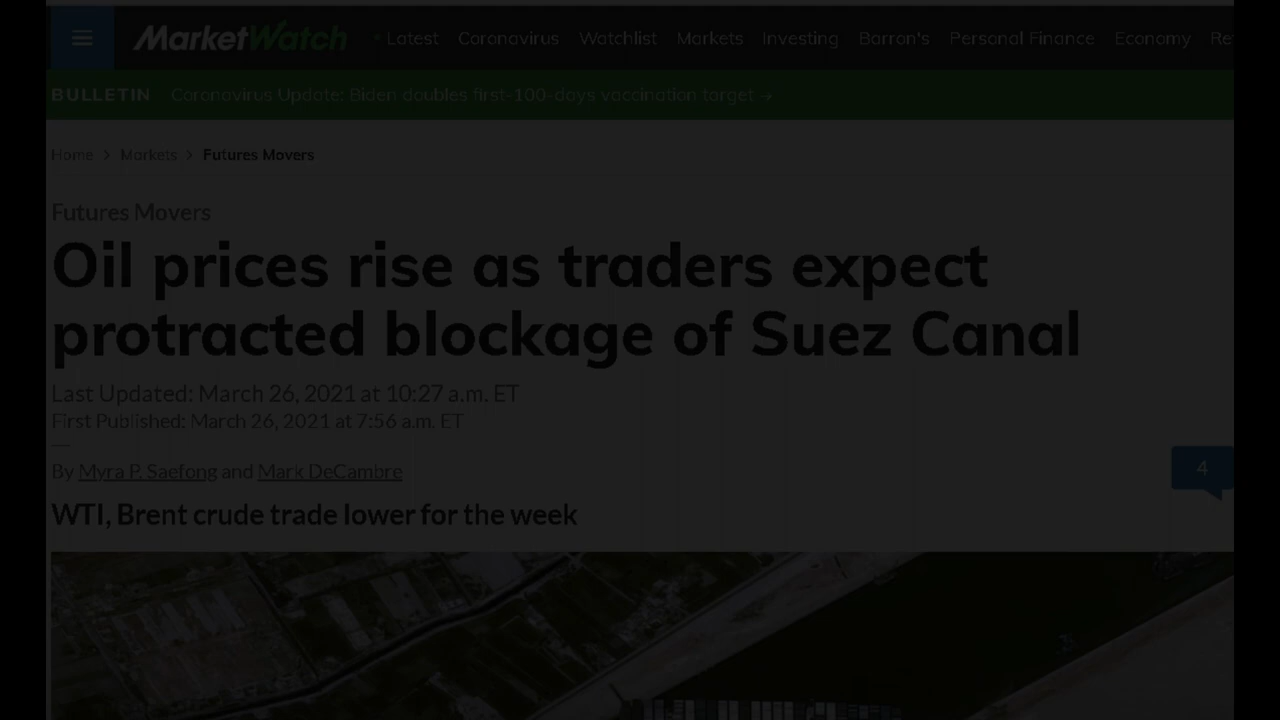 MarketWatch Latest Coronavirus Watchlist Markets Investing Barron's Personal Finance Economy Re
BULLETIN Coronavirus Update: Biden doubles first-100-days vaccination target →
Home > Markets > Futures Movers
Futures Movers
Oil prices rise as traders expect
protracted blockage of Suez Canal
Last Updated: March 26, 2021 at 10:27 a.m. ET
First Published: March 26, 2021 at 7:56 a.m. ET
By Myra P. Saefong and Mark DeCambre
4
WTI, Brent crude trade lower for the week